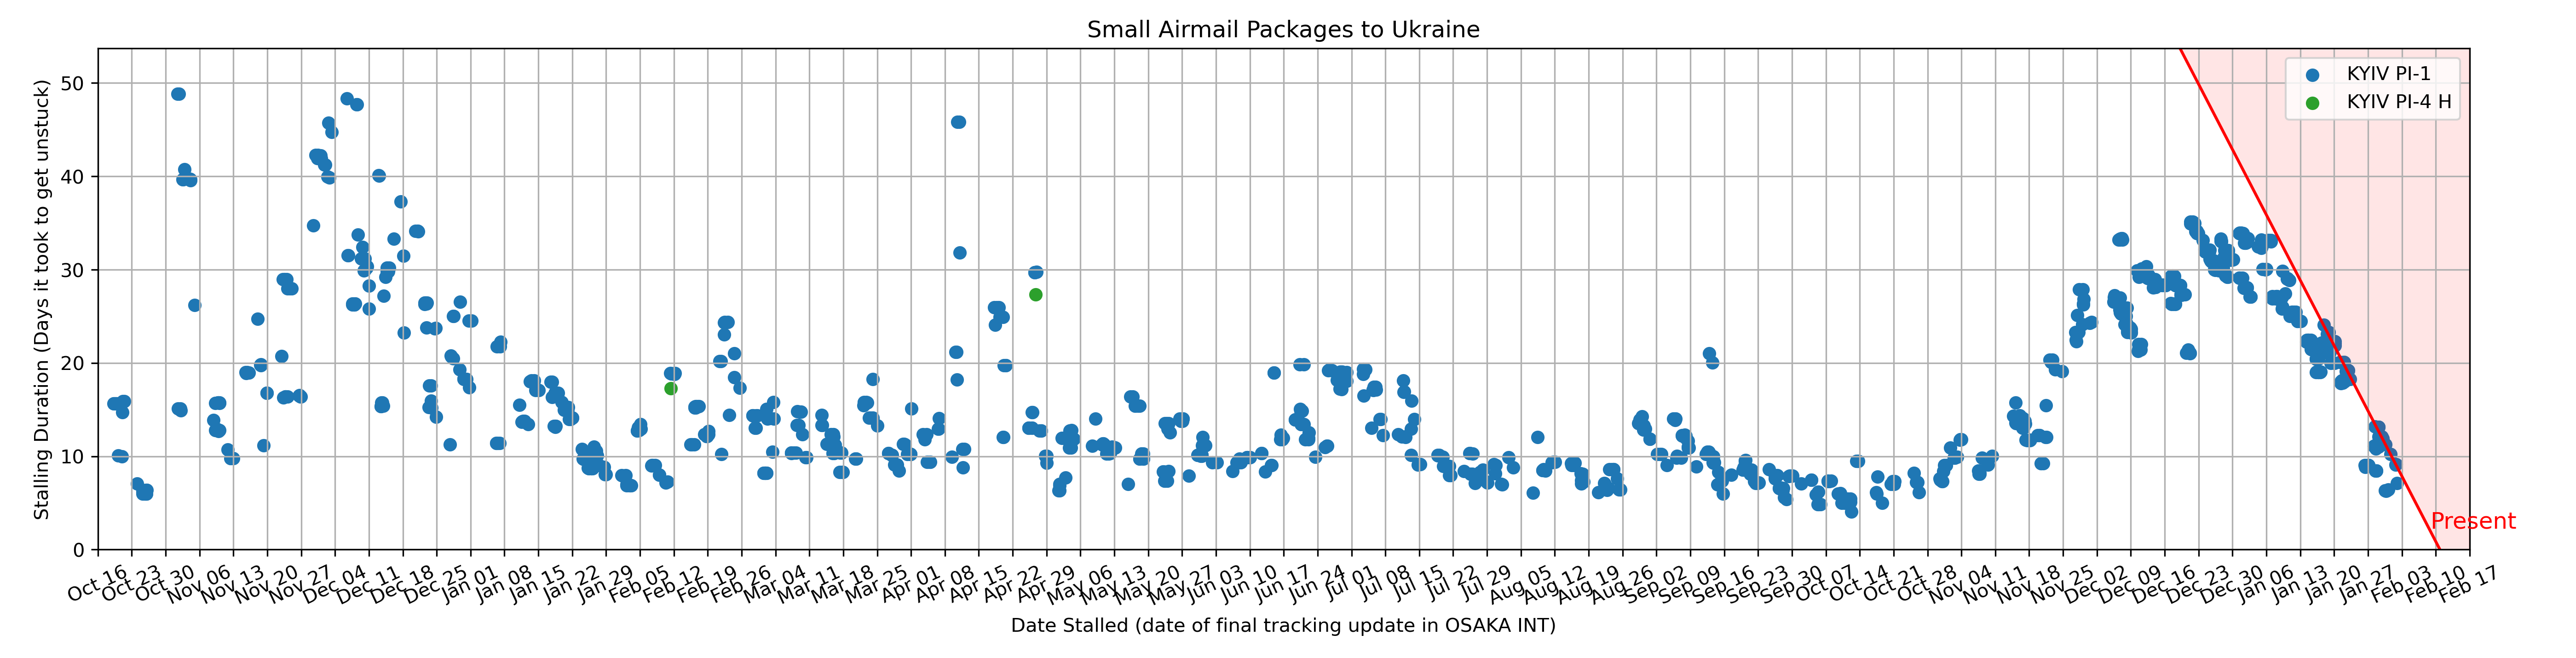 Small Airmail Packages to Ukraine
Stalling Duration (Days it took to get unstuck)
50
40
30
20
10
0
KYIV PI-1
KYIV PI-4 H
Present
Oct 16 Oct 23 Oct 30 Nov 06 Nov 13 Nov 20 Nov 27 Dec 04 Dec 11 Dec 18 Dec 25 Jan 01 Jan 08 Jan 15 Jan 22 Jan 29 Feb 05 Feb 12 Feb 19 Feb 26 Mar 04 Mar 11 Mar 18 Mar 25 Apr 01 Apr 08 Apr 15 Apr 22 Apr 29 May 06 May 13 May 20 May 27 Jun 03 Jun 10 Jun 17 Jun 24 Jul 01 Jul 08 Jul 15 Jul 22 Jul 29 Aug 05 Aug 12 Aug 19 Aug 26 Sep 02 Sep 09 Sep 16 Sep 23 Sep 30 Oct 07 Oct 14 Oct 21 Oct 28 Nov 04 Nov 11 Nov 18 Nov 25 Dec 02 Dec 09 Dec 16 Dec 23 Dec 30 Jan 06 Jan 13 Jan 20 Jan 27 Feb 03 Feb 10 Feb 17
Date Stalled (date of final tracking update in OSAKA INT)